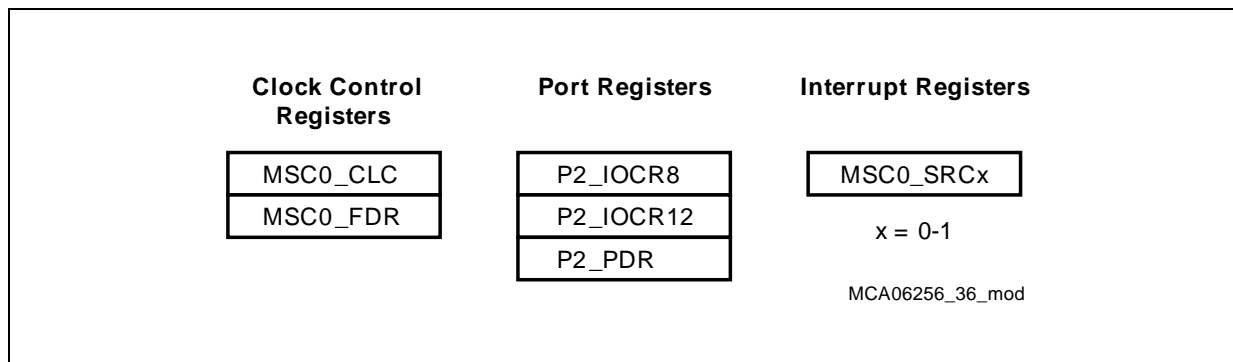 Clock Control
Registers
MSC0_CLC
MSC0_FDR
Port Registers
P2_IOCR8
P2_IOCR12
P2_PDR
Interrupt Registers
MSC0_SRCx
x = 0-1
MCA06256_36_mod